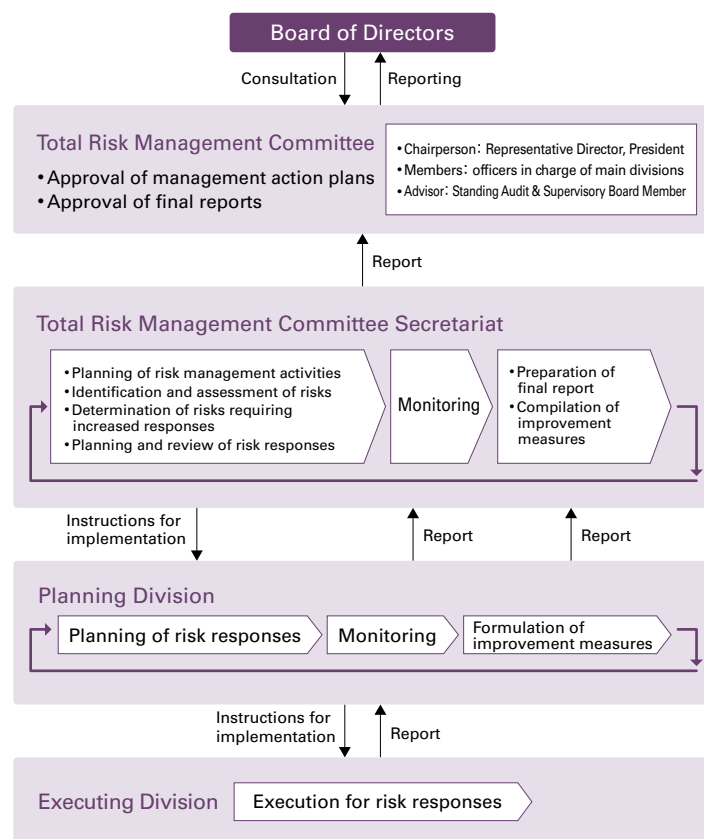 Board of Directors
Consultation
Reporting
Total Risk Management Committee
• Approval of management action plans
• Approval of final reports
• Chairperson: Representative Director, President
• Members: officers in charge of main divisions
• Advisor: Standing Audit & Supervisory Board Member
Report
Total Risk Management Committee Secretariat
• Planning of risk management activities
• Identification and assessment of risks
• Determination of risks requiring
increased responses
• Planning and review of risk responses
Monitoring
• Preparation of
final report
• Compilation of
improvement
measures
Instructions for
implementation
Report
Report
Planning Division
Planning of risk responses
Monitoring
Formulation of
improvement measures
Instructions for
implementation
Report
Executing Division
Execution for risk responses